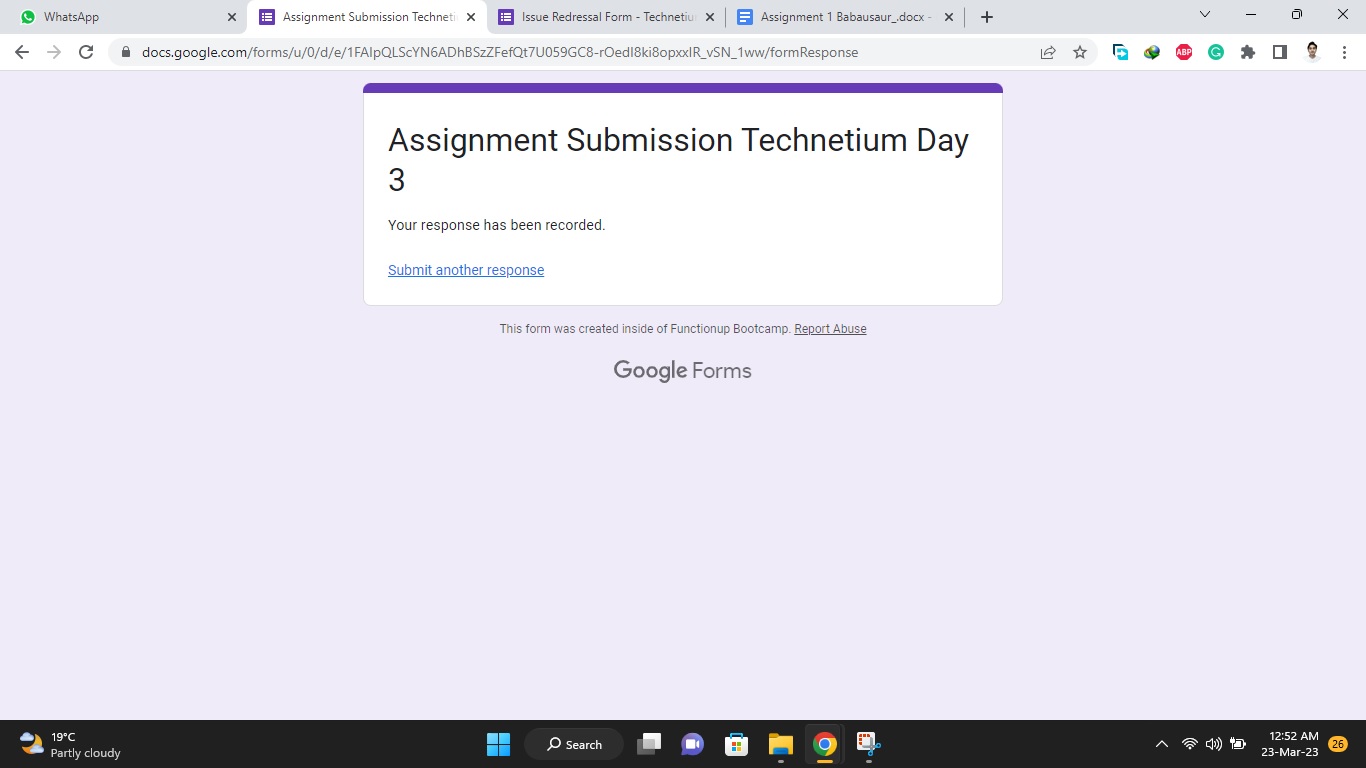 WhatsApp
Assignment Submission Techneti
Issue Redressal Form - Technetiu
Assignment 1 Babausaur_.docx -
docs.google.com/forms/u/0/d/e/1FAIpQLScYN6ADhBSzZFefQt7U059GC8-rOedI8ki8opxxIR_vSN_1ww/formResponse
ABP
Assignment Submission Technetium Day
3
Your response has been recorded.
Submit another response
This form was created inside of Functionup Bootcamp. Report Abuse
Google Forms
19°C
Partly cloudy
Search
12:52 AM
23-Mar-23
26